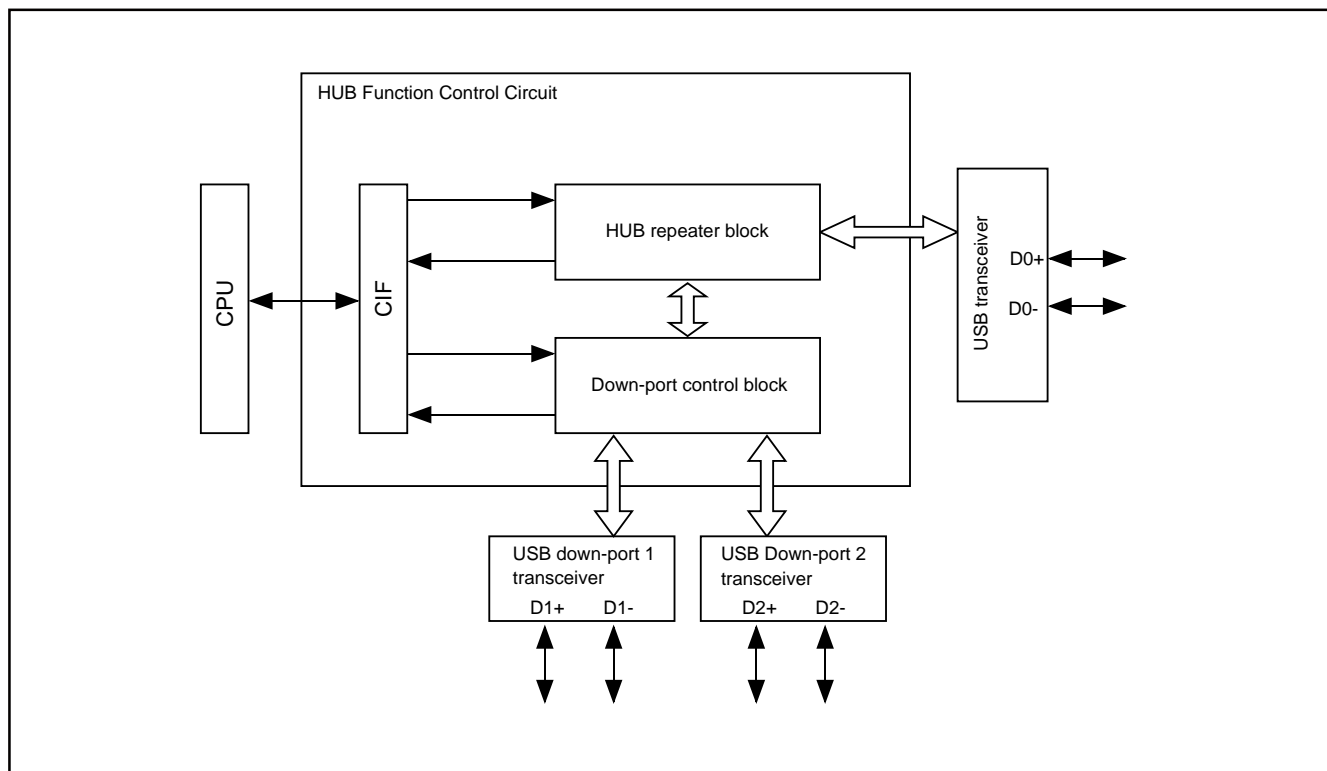 HUB Function Control Circuit
CPU
CIF
HUB repeater block
Down-port control block
USB transceiver
D0+
D0-
USB down-port 1
transceiver
D1+ D1-
USB Down-port 2
transceiver
D2+ D2-